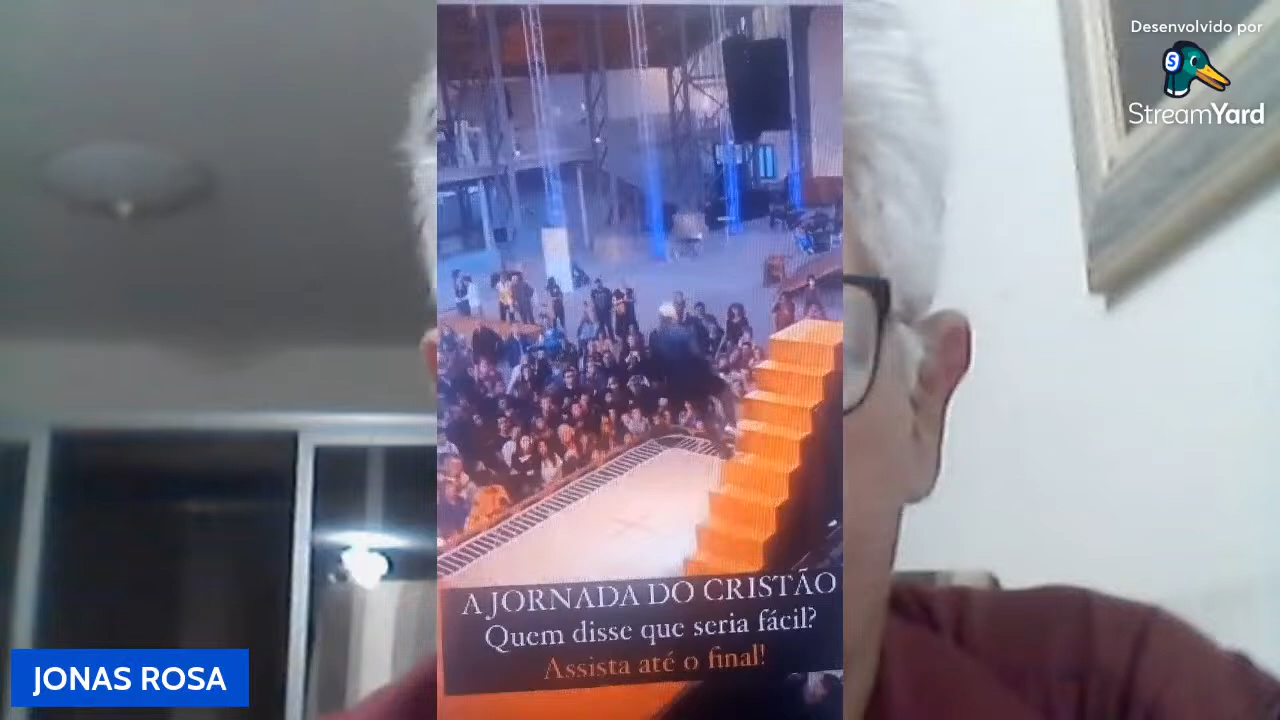 Desenvolvido por
S
StreamYard
A JORNADA DO CRISTÃO
Quem disse que seria fácil?
Assista até o final!
JONAS ROSA